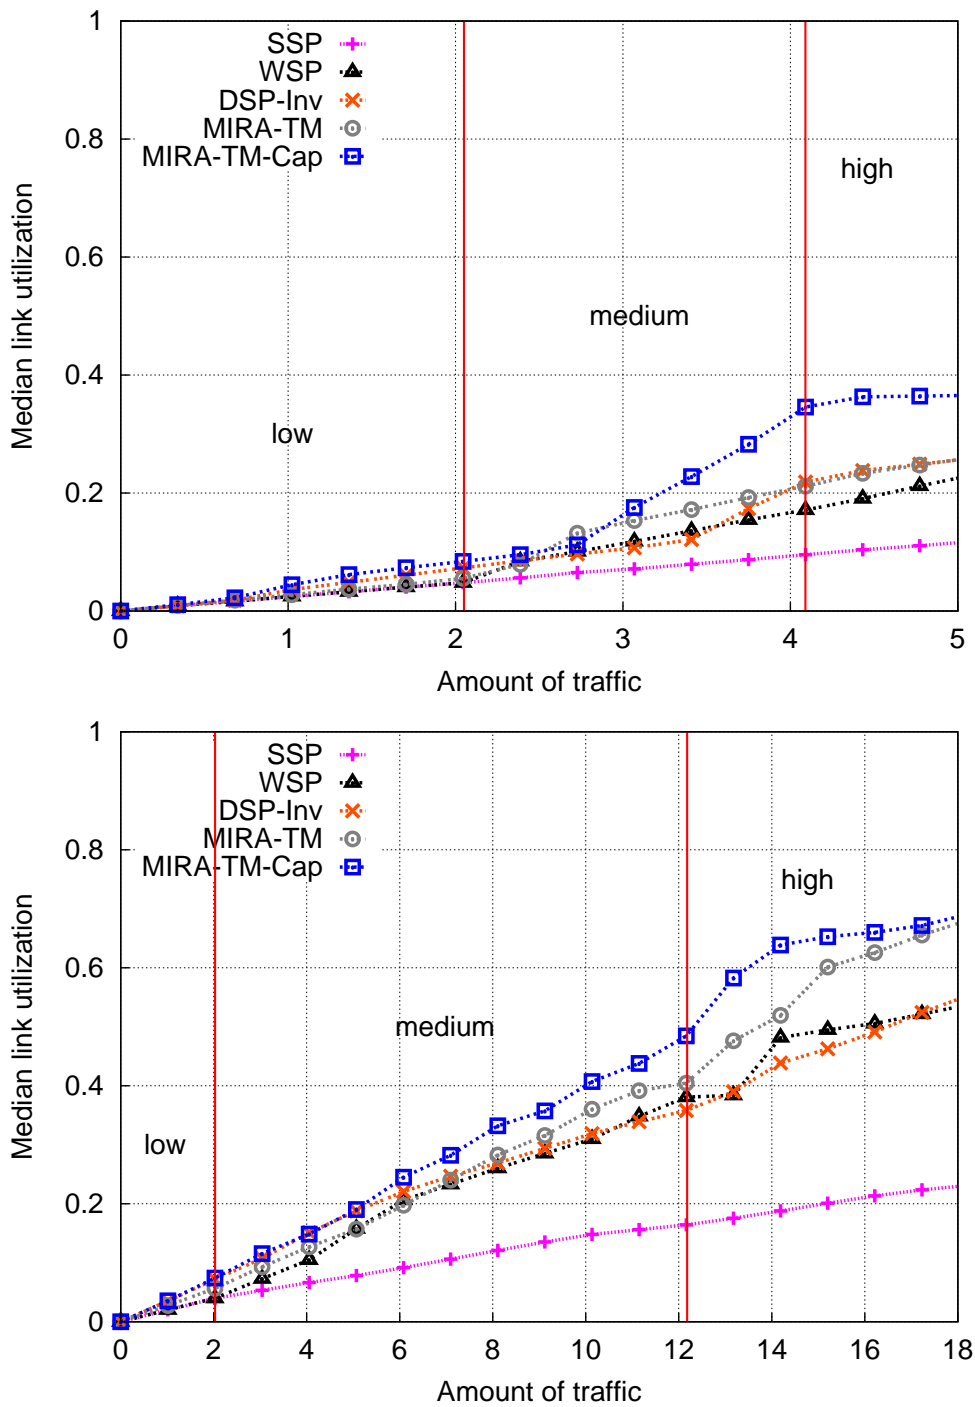 1
SSP
WSP
DSP-Inv
MIRA-TM
MIRA-TM-Cap
0.8
high
0.6
medium
0.4
low
0.2
0
Median link utilization
0 1 2 3 4 5
Amount of traffic
1
SSP
WSP
DSP-Inv
MIRA-TM
MIRA-TM-Cap
0.8
high
0.6
medium
0.4
low
0.2
0
Median link utilization
0 2 4 6 8 10 12 14 16 18
Amount of traffic